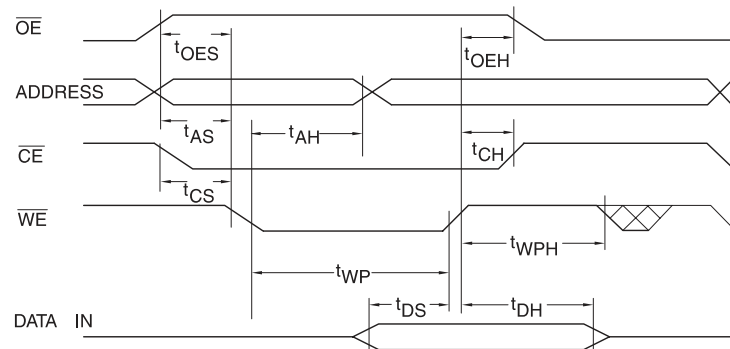 OE
tOES
tOEH
ADDRESS
tAS
tAH
CE
tCH
tCS
WE
tWPH
tWP
tDS
tDH
DATA IN